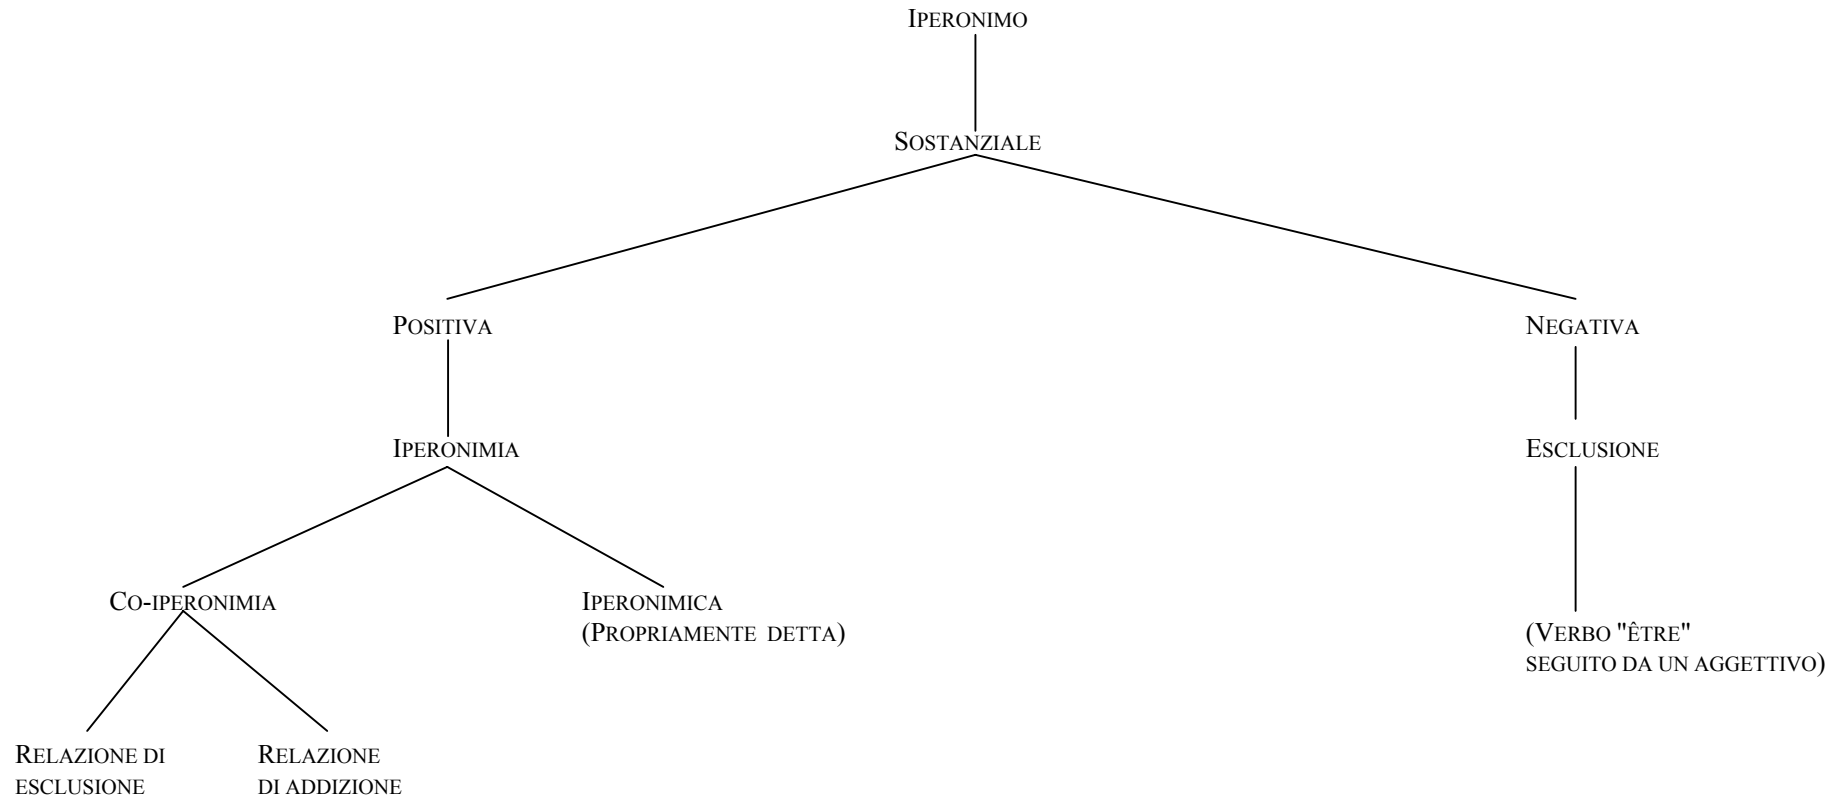 IPERONIMO
SOSTANZIALE
POSITIVA
NEGATIVA
IPERONIMIA
ESCLUSIONE
CO-IPERONIMIA
IPERONIMICA
(PROPRIAMENTE DETTA)
(VERBO "ÊTRE"
SEGUITO DA UN AGGETTIVO)
RELAZIONE DI
ESCLUSIONE
RELAZIONE
DI ADDIZIONE